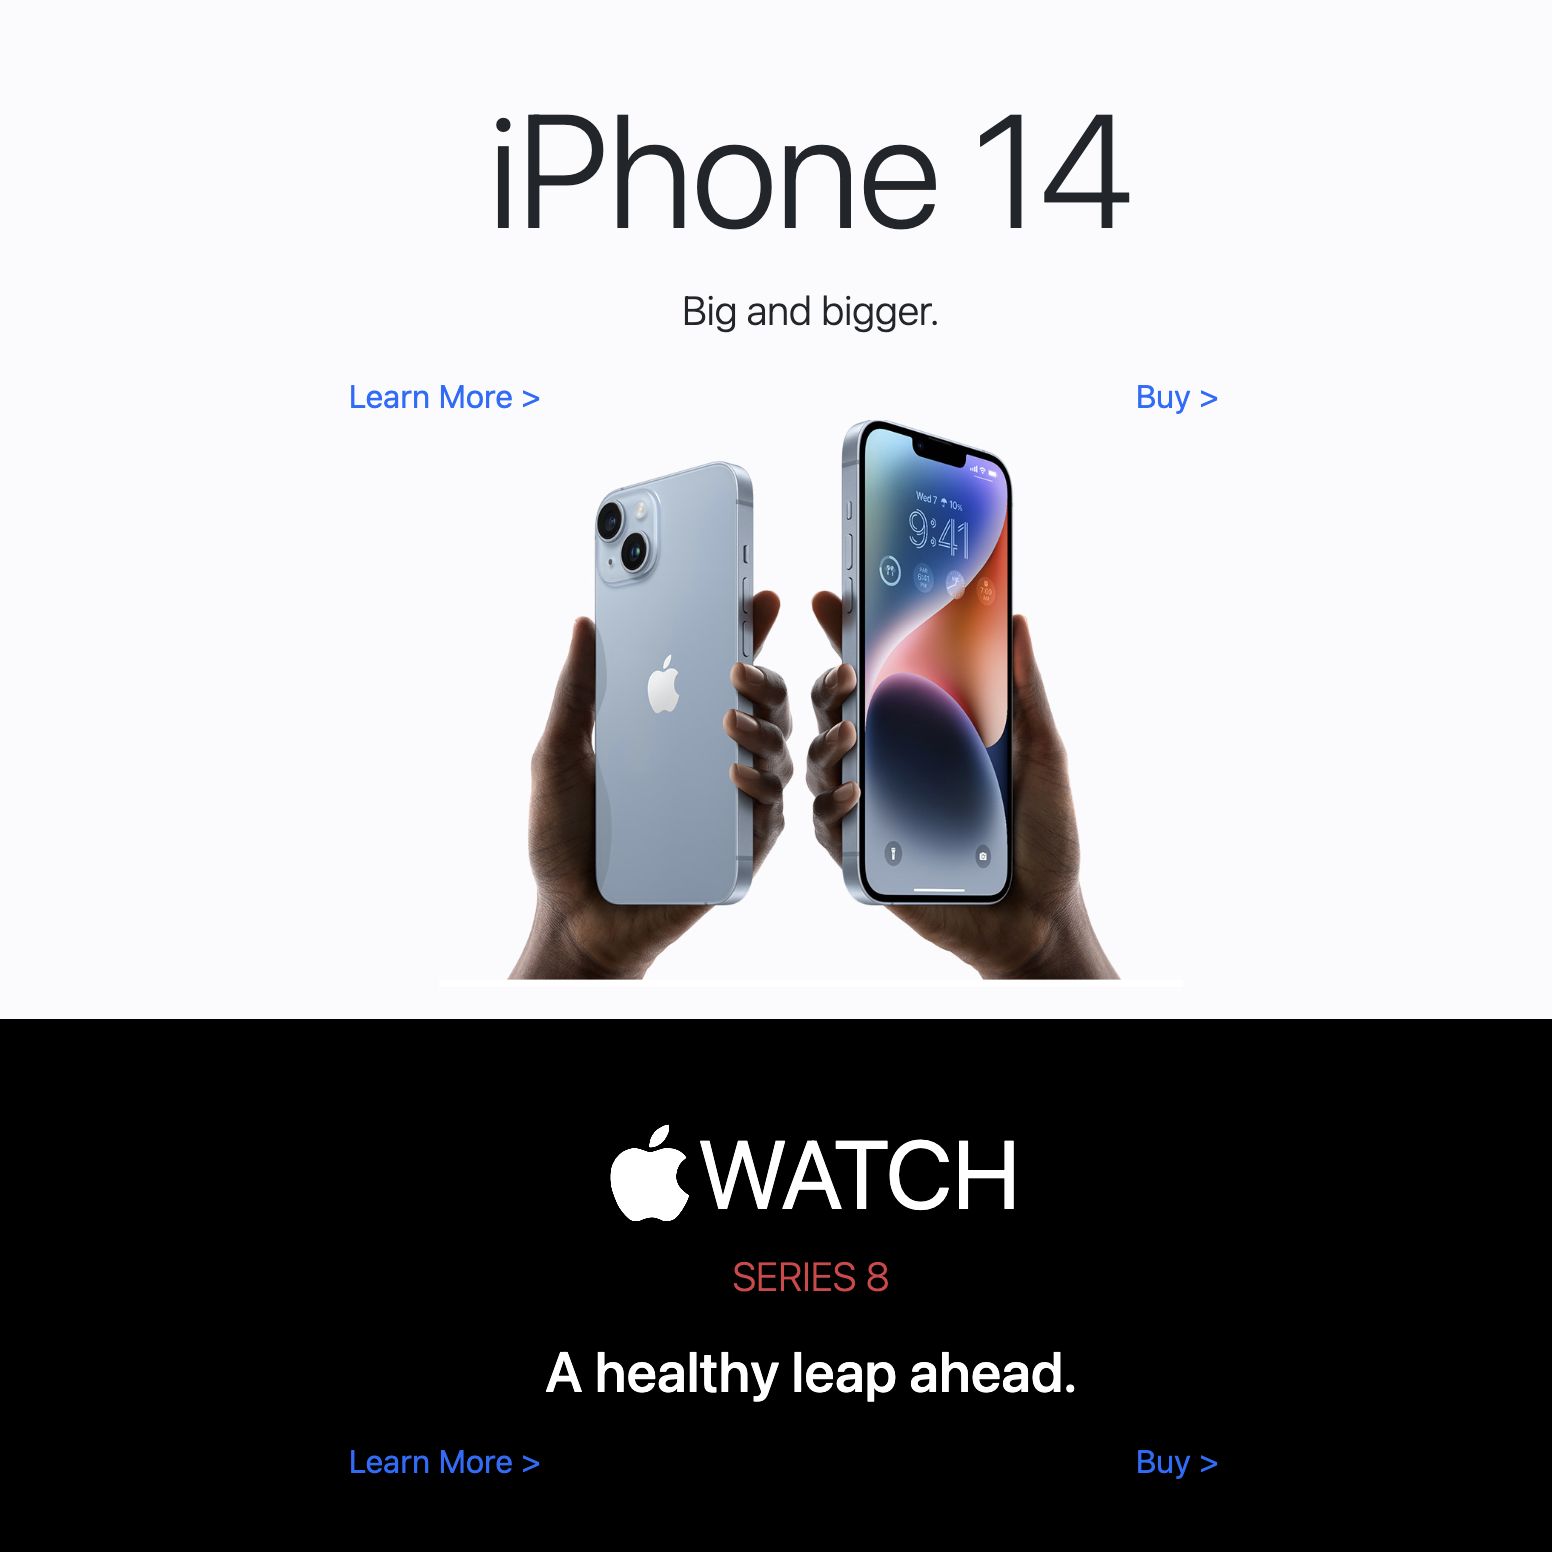 iPhone 14
Big and bigger.
Learn More >
Buy >
Wed 7 10%
9:41
WATCH
SERIES 8
A healthy leap ahead.
Learn More >
Buy >